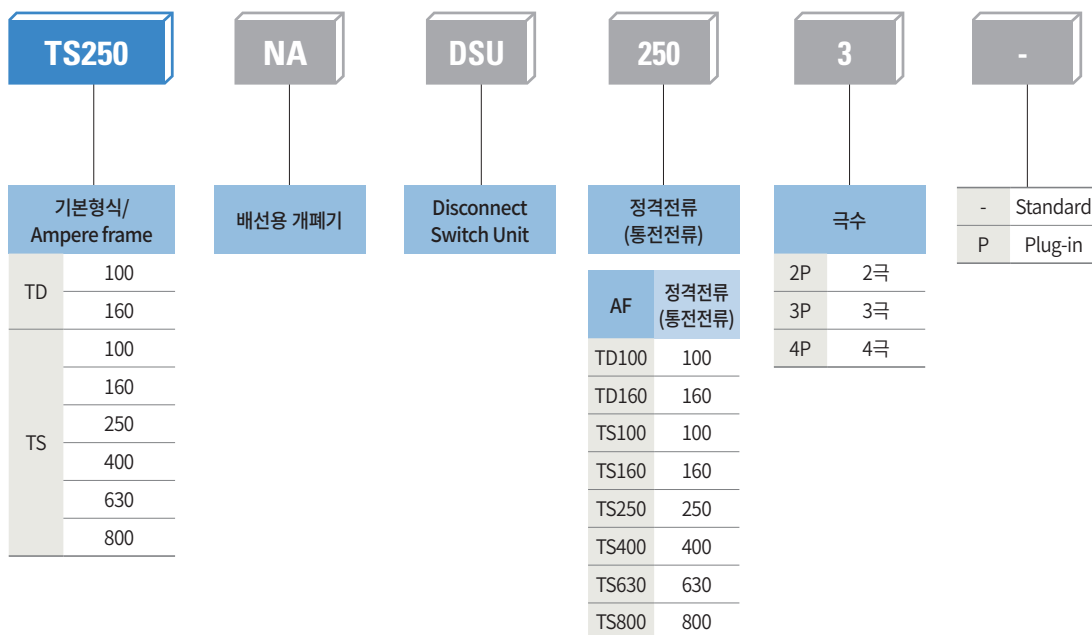 TS250
NA
DSU
250
3
-
기본형식/
Ampere frame
TD
100
160
TS
100
160
250
400
630
800
배선용 개폐기
Disconnect
Switch Unit
정격전류
(통전전류)
AF
정격전류
(통전전류)
TD100 100
TD160 160
TS100 100
TS160 160
TS250 250
TS400 400
TS630 630
TS800 800
극수
2P 2극
3P 3극
4P 4극
- Standard
P Plug-in